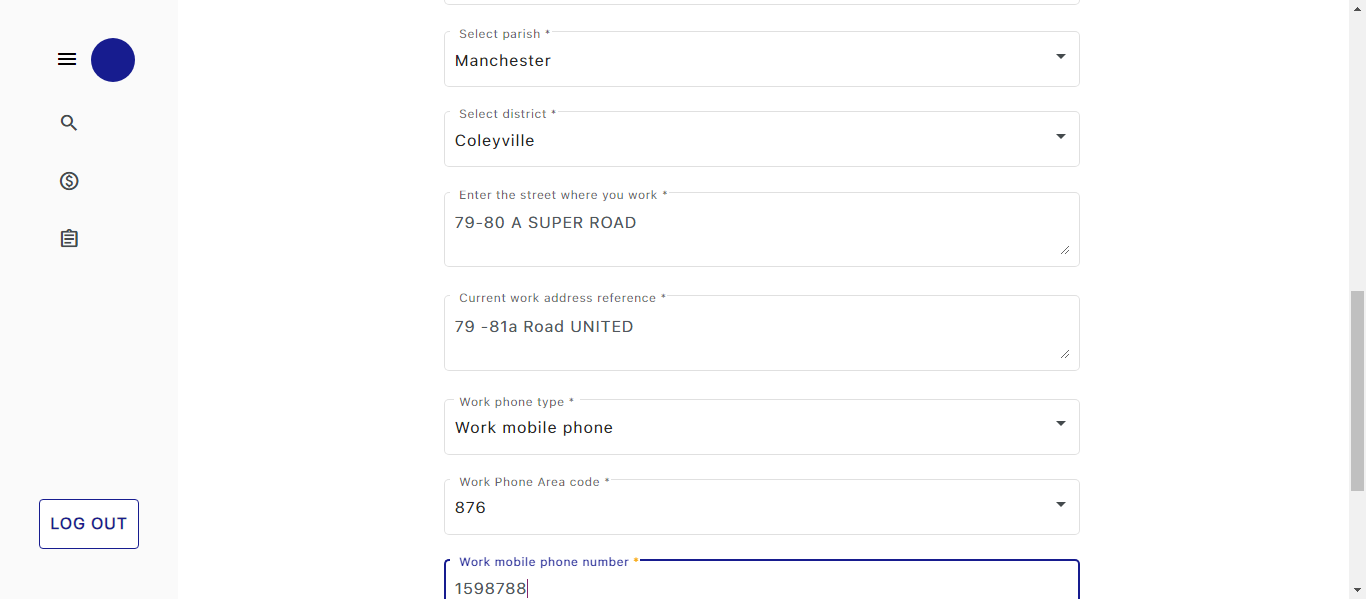 Select parish *
Manchester
Select district *
Coleyville
Enter the street where you work *
79-80 A SUPER ROAD
Current work address reference *
79 -81a Road UNITED
Work phone type *
Work mobile phone
Work Phone Area code *
876
LOG OUT
Work mobile phone number *
1598788